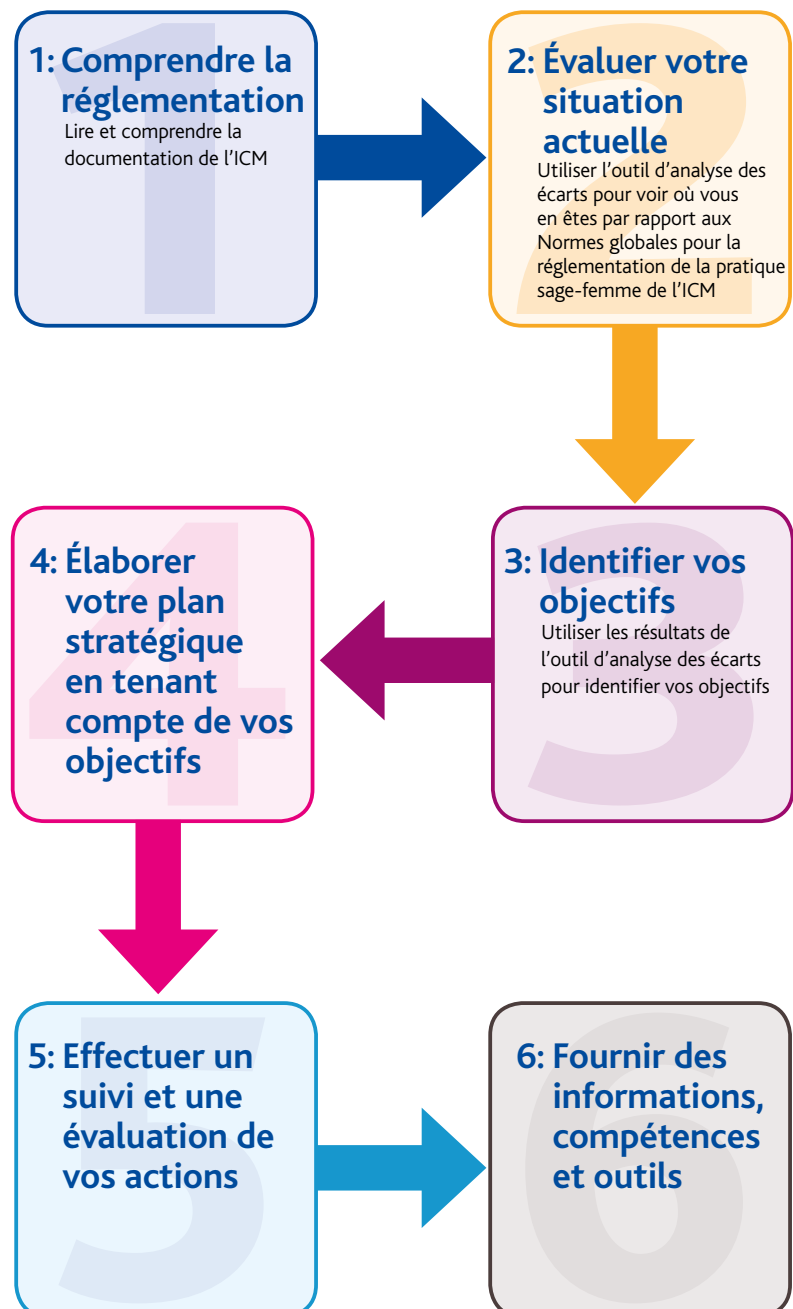 1: Comprendre la
réglementation
Lire et comprendre la
documentation de l’ICM
2: Évaluer votre
situation
actuelle
Utiliser l’outil d’analyse des
écarts pour voir où vous
en êtes par rapport aux
Normes globales pour la
réglementation de la pratique
sage-femme de l’ICM
3: Identifier vos
objectifs
Utiliser les résultats de
l’outil d’analyse des écarts
pour identifier vos objectifs
4: Élaborer
votre plan
stratégique
en tenant
compte de vos
objectifs
5: Effectuer un
suivi et une
évaluation de
vos actions
6: Fournir des
informations,
compétences
et outils